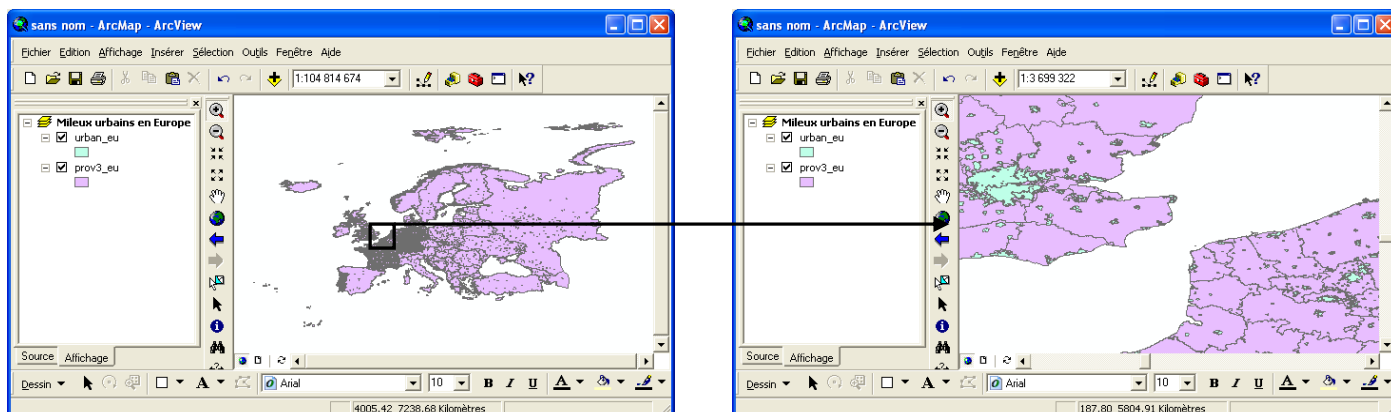 sans nom - ArcMap - ArcView
Fichier Edition Affichage Insérer Sélection Outils Fenêtre Aide
1:104 814 674
Mileux urbains en Europe
urban_eu
prov3_eu
Source Affichage
Dessin A Arial 10 B I U A
4005.42 7238.68 Kilomètres
sans nom - ArcMap - ArcView
Fichier Edition Affichage Insérer Sélection Outils Fenêtre Aide
1:3 699 322
Mileux urbains en Europe
urban_eu
prov3_eu
Source Affichage
Dessin A Arial 10 B I U A
187.80 5804.91 Kilomètres